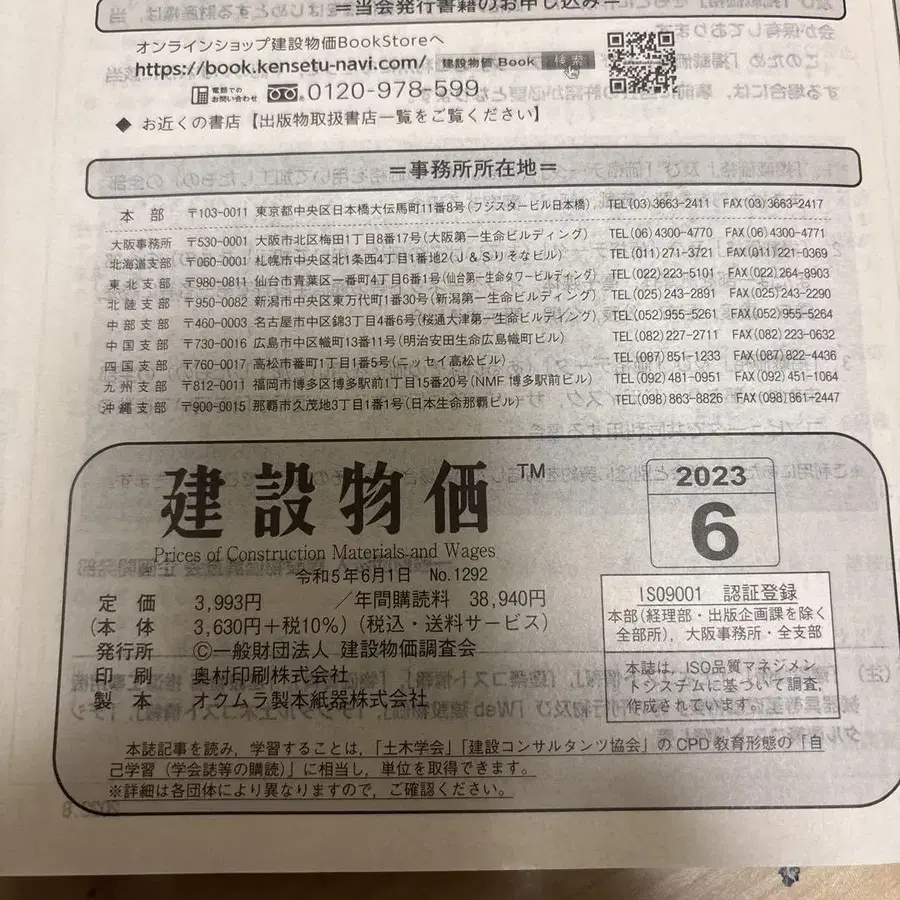 ＝当会発行書籍のお申し込み＝
オンラインショップ建設物価BookStoreへ
https://book.kensetu-navi.com/ 建設物価 Book 検索
電話でのお問い合わせ 0120-978-599
◆ お近くの書店【出版物取扱書店一覧をご覧ください】
＝事務所所在地＝
本部 〒103-0011 東京都中央区日本橋大伝馬町11番8号(フジスタービル日本橋) TEL(03)3663-2411 FAX(03)3663-2417
大阪事務所 〒530-0001 大阪市北区梅田1丁目8番17号(大阪第一生命ビルディング) TEL(06)4300-4770 FAX(06)4300-4771
北海道支部 〒060-0001 札幌市中央区北1条西4丁目1番地2(J＆Sりそなビル) TEL(011)271-3721 FAX(011)221-0369
東北支部 〒980-0811 仙台市青葉区一番町4丁目6番1号(仙台第一生命タワービルディング) TEL(022)223-5101 FAX(022)264-8903
北陸支部 〒950-0082 新潟市中央区東万代町1番30号(新潟第一生命ビルディング) TEL(025)243-2891 FAX(025)243-2290
中部支部 〒460-0003 名古屋市中区錦3丁目4番6号(桜通大津第一生命ビルディング) TEL(052)955-5261 FAX(052)955-5264
中国支部 〒730-0016 広島市中区幟町13番11号(明治安田生命広島幟町ビル) TEL(082)227-2711 FAX(082)223-0632
四国支部 〒760-0017 高松市番町1丁目1番5号(ニッセイ高松ビル) TEL(087)851-1233 FAX(087)822-4436
九州支部 〒812-0011 福岡市博多区博多駅前1丁目15番20号(NMF博多駅前ビル) TEL(092)481-0951 FAX(092)451-1064
沖縄支部 〒900-0015 那覇市久茂地3丁目1番1号(日本生命那覇ビル) TEL(098)863-8826 FAX(098)861-2447
建設物価™
Prices of Construction Materials and Wages
令和5年6月1日 No.1292
2023
6
定価 3,993円 ／年間購読料 38,940円
(本体 3,630円＋税10%)(税込・送料サービス)
発行所 ©一般財団法人 建設物価調査会
印刷 奥村印刷株式会社
製本 オクムラ製本紙器株式会社
ISO9001 認証登録
本部(経理部・出版企画課を除く
全部所)，大阪事務所・全支部
本誌は，ISO品質マネジメン
トシステムに基づいて調査，
作成されています。
本誌記事を読み，学習することは，「土木学会」「建設コンサルタンツ協会」のCPD教育形態の「自
己学習（学会誌等の購読）」に相当し，単位を取得できます。
※詳細は各団体により異なりますので，ご確認ください。